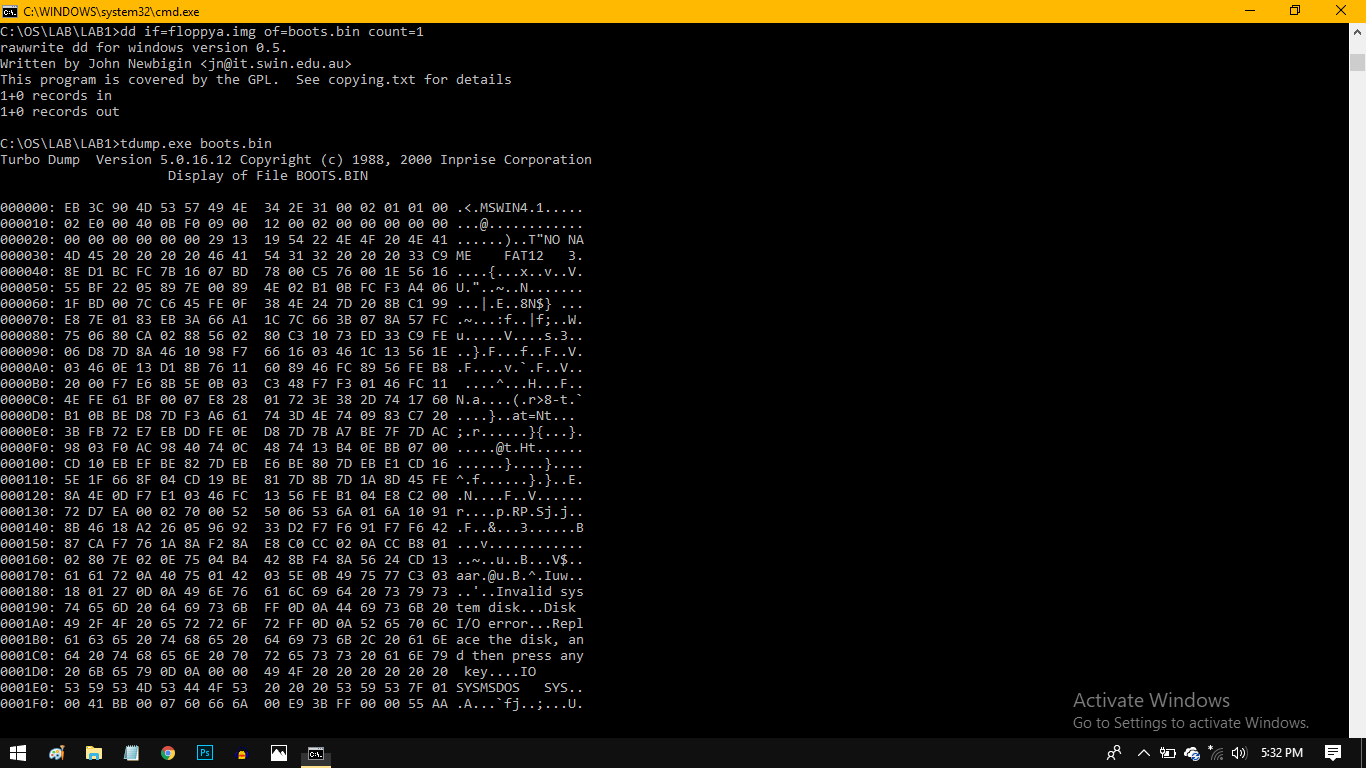 C:\WINDOWS\system32\cmd.exe
C:\OS\LAB\LAB1>dd if=floppya.img of=boots.bin count=1
rawwrite dd for windows version 0.5.
Written by John Newbigin <jn@it.swin.edu.au>
This program is covered by the GPL.  See copying.txt for details
1+0 records in
1+0 records out
C:\OS\LAB\LAB1>tdump.exe boots.bin
Turbo Dump  Version 5.0.16.12 Copyright (c) 1988, 2000 Inprise Corporation
Display of File BOOTS.BIN
000000: EB 3C 90 4D 53 57 49 4E  34 2E 31 00 02 01 01 00 .<.MSWIN4.1.....
000010: 02 E0 00 40 0B F0 09 00  12 00 02 00 00 00 00 00 ...@............
000020: 00 00 00 00 00 00 29 13  19 54 22 4E 4F 20 4E 41 ......)..T"NO NA
000030: 4D 45 20 20 20 20 46 41  54 31 32 20 20 20 33 C9 ME    FAT12   3.
000040: 8E D1 BC FC 7B 16 07 BD  78 00 C5 76 00 1E 56 16 ....{...x..v..V.
000050: 55 BF 22 05 89 7E 00 89  4E 02 B1 0B FC F3 A4 06 U."..~..N.......
000060: 1F BD 00 7C C6 45 FE 0F  38 4E 24 7D 20 8B C1 99 ...|.E..8N$} ...
000070: E8 7E 01 83 EB 3A 66 A1  1C 7C 66 3B 07 8A 57 FC .~...:f..|f;..W.
000080: 75 06 80 CA 02 88 56 02  80 C3 10 73 ED 33 C9 FE u.....V....s.3..
000090: 06 D8 7D 8A 46 10 98 F7  66 16 03 46 1C 13 56 1E ..}.F...f..F..V.
0000A0: 03 46 0E 13 D1 8B 76 11  60 89 46 FC 89 56 FE B8 .F....v.`.F..V..
0000B0: 20 00 F7 E6 8B 5E 0B 03  C3 48 F7 F3 01 46 FC 11  ....^...H...F..
0000C0: 4E FE 61 BF 00 07 E8 28  01 72 3E 38 2D 74 17 60 N.a....(.r>8-t.`
0000D0: B1 0B BE D8 7D F3 A6 61  74 3D 4E 74 09 83 C7 20 ....}..at=Nt...
0000E0: 3B FB 72 E7 EB DD FE 0E  D8 7D 7B A7 BE 7F 7D AC ;.r......}{...}.
0000F0: 98 03 F0 AC 98 40 74 0C  48 74 13 B4 0E BB 07 00 .....@t.Ht......
000100: CD 10 EB EF BE 82 7D EB  E6 BE 80 7D EB E1 CD 16 ......}....}....
000110: 5E 1F 66 8F 04 CD 19 BE  81 7D 8B 7D 1A 8D 45 FE ^.f......}.}..E.
000120: 8A 4E 0D F7 E1 03 46 FC  13 56 FE B1 04 E8 C2 00 .N....F..V......
000130: 72 D7 EA 00 02 70 00 52  50 06 53 6A 01 6A 10 91 r....p.RP.Sj.j..
000140: 8B 46 18 A2 26 05 96 92  33 D2 F7 F6 91 F7 F6 42 .F..&...3......B
000150: 87 CA F7 76 1A 8A F2 8A  E8 C0 CC 02 0A CC B8 01 ...v............
000160: 02 80 7E 02 0E 75 04 B4  42 8B F4 8A 56 24 CD 13 ..~..u..B...V$..
000170: 61 61 72 0A 40 75 01 42  03 5E 0B 49 75 77 C3 03 aar.@u.B.^.Iuw..
000180: 18 01 27 0D 0A 49 6E 76  61 6C 69 64 20 73 79 73 ..'..Invalid sys
000190: 74 65 6D 20 64 69 73 6B  FF 0D 0A 44 69 73 6B 20 tem disk...Disk
0001A0: 49 2F 4F 20 65 72 72 6F  72 FF 0D 0A 52 65 70 6C I/O error...Repl
0001B0: 61 63 65 20 74 68 65 20  64 69 73 6B 2C 20 61 6E ace the disk, an
0001C0: 64 20 74 68 65 6E 20 70  72 65 73 73 20 61 6E 79 d then press any
0001D0: 20 6B 65 79 0D 0A 00 00  49 4F 20 20 20 20 20 20  key....IO
0001E0: 53 59 53 4D 53 44 4F 53  20 20 20 53 59 53 7F 01 SYSMSDOS   SYS..
0001F0: 00 41 BB 00 07 60 66 6A  00 E9 3B FF 00 00 55 AA .A...`fj..;...U.
Activate Windows
Go to Settings to activate Windows.
Ps
C:\.
5:32 PM